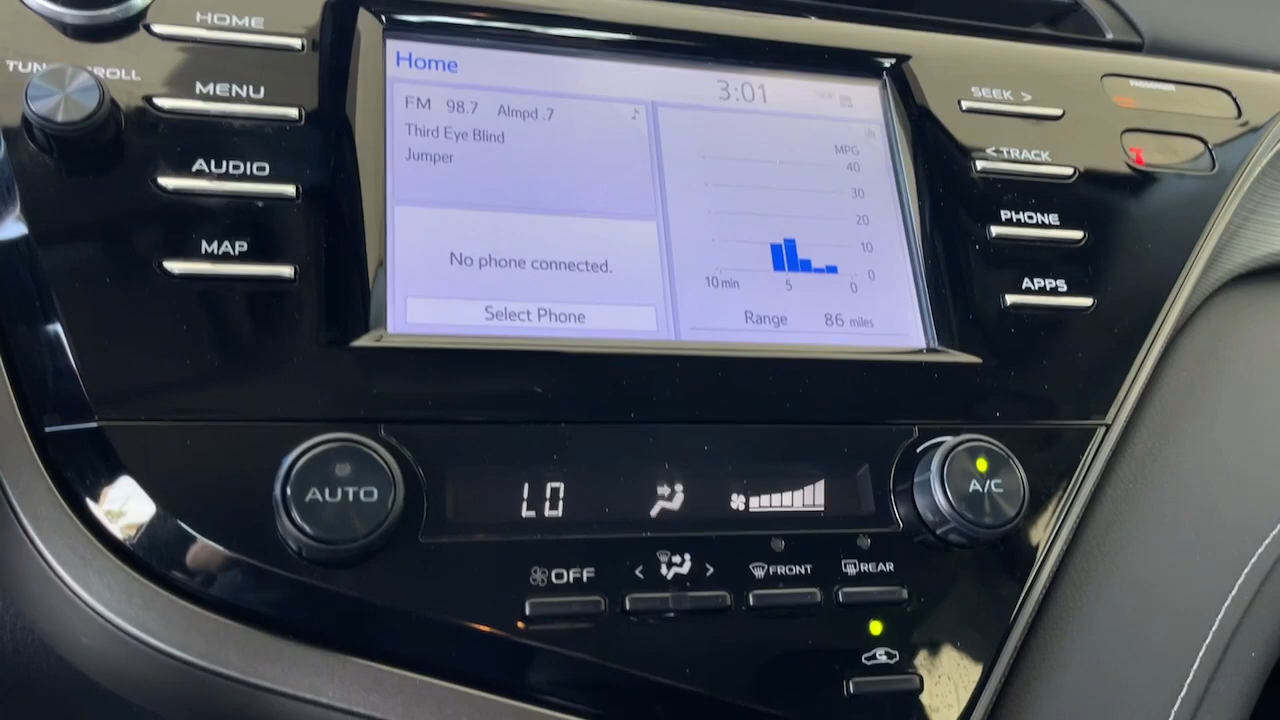 HOME
TUNE SCROLL
MENU
AUDIO
MAP
Home
3:01
FM 98.7 Almpd .7
Third Eye Blind
Jumper
No phone connected.
Select Phone
MPG
40
30
20
10
0
10 min 5 0
Range 86 miles
SEEK >
< TRACK
PHONE
APPS
PASSENGER
AUTO
LO
A/C
OFF
< >
FRONT
REAR